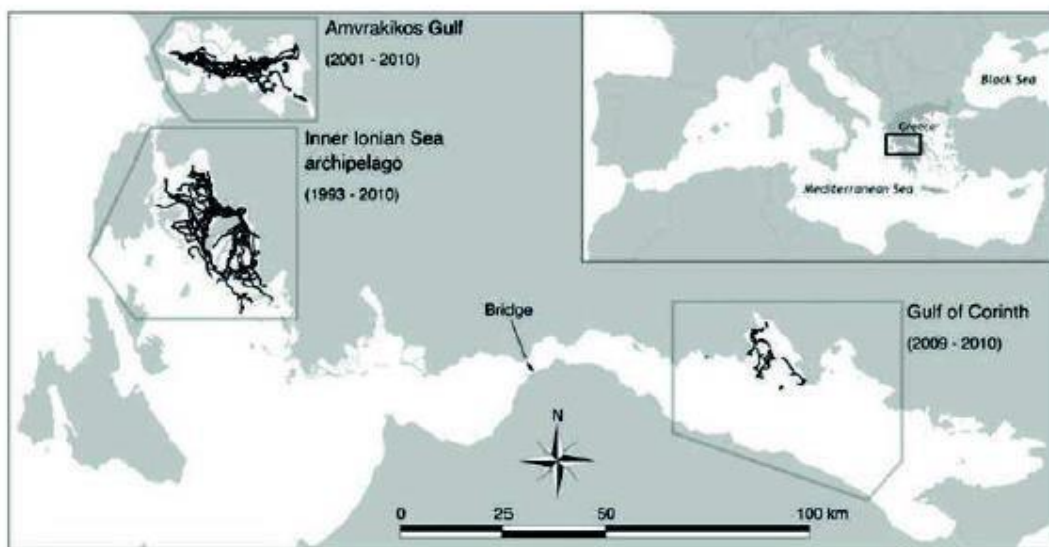 Amvrakikos Gulf
(2001 - 2010)
Inner Ionian Sea
archipelago
(1993 - 2010)
Black Sea
Greece
Mediterranean Sea
Bridge
Gulf of Corinth
(2009 - 2010)
N
0 25 50 100 km